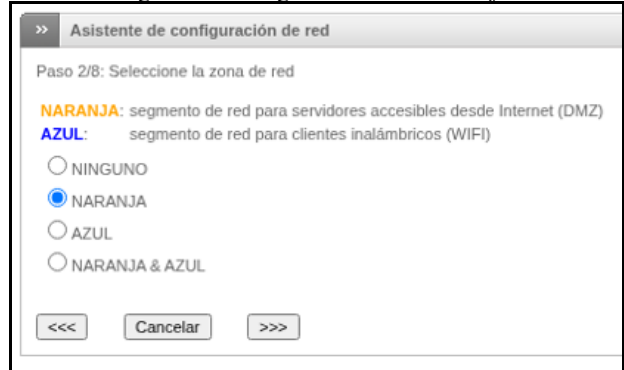 >> Asistente de configuración de red
Paso 2/8: Seleccione la zona de red
NARANJA: segmento de red para servidores accesibles desde Internet (DMZ)
AZUL: segmento de red para clientes inalámbricos (WIFI)
NINGUNO
NARANJA
AZUL
NARANJA & AZUL
<<< Cancelar >>>